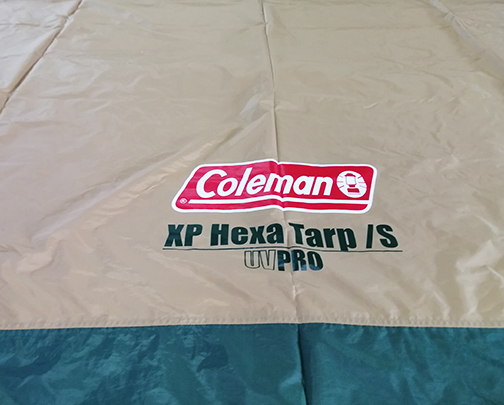 Coleman
®
XP Hexa Tarp /S
UVPRO